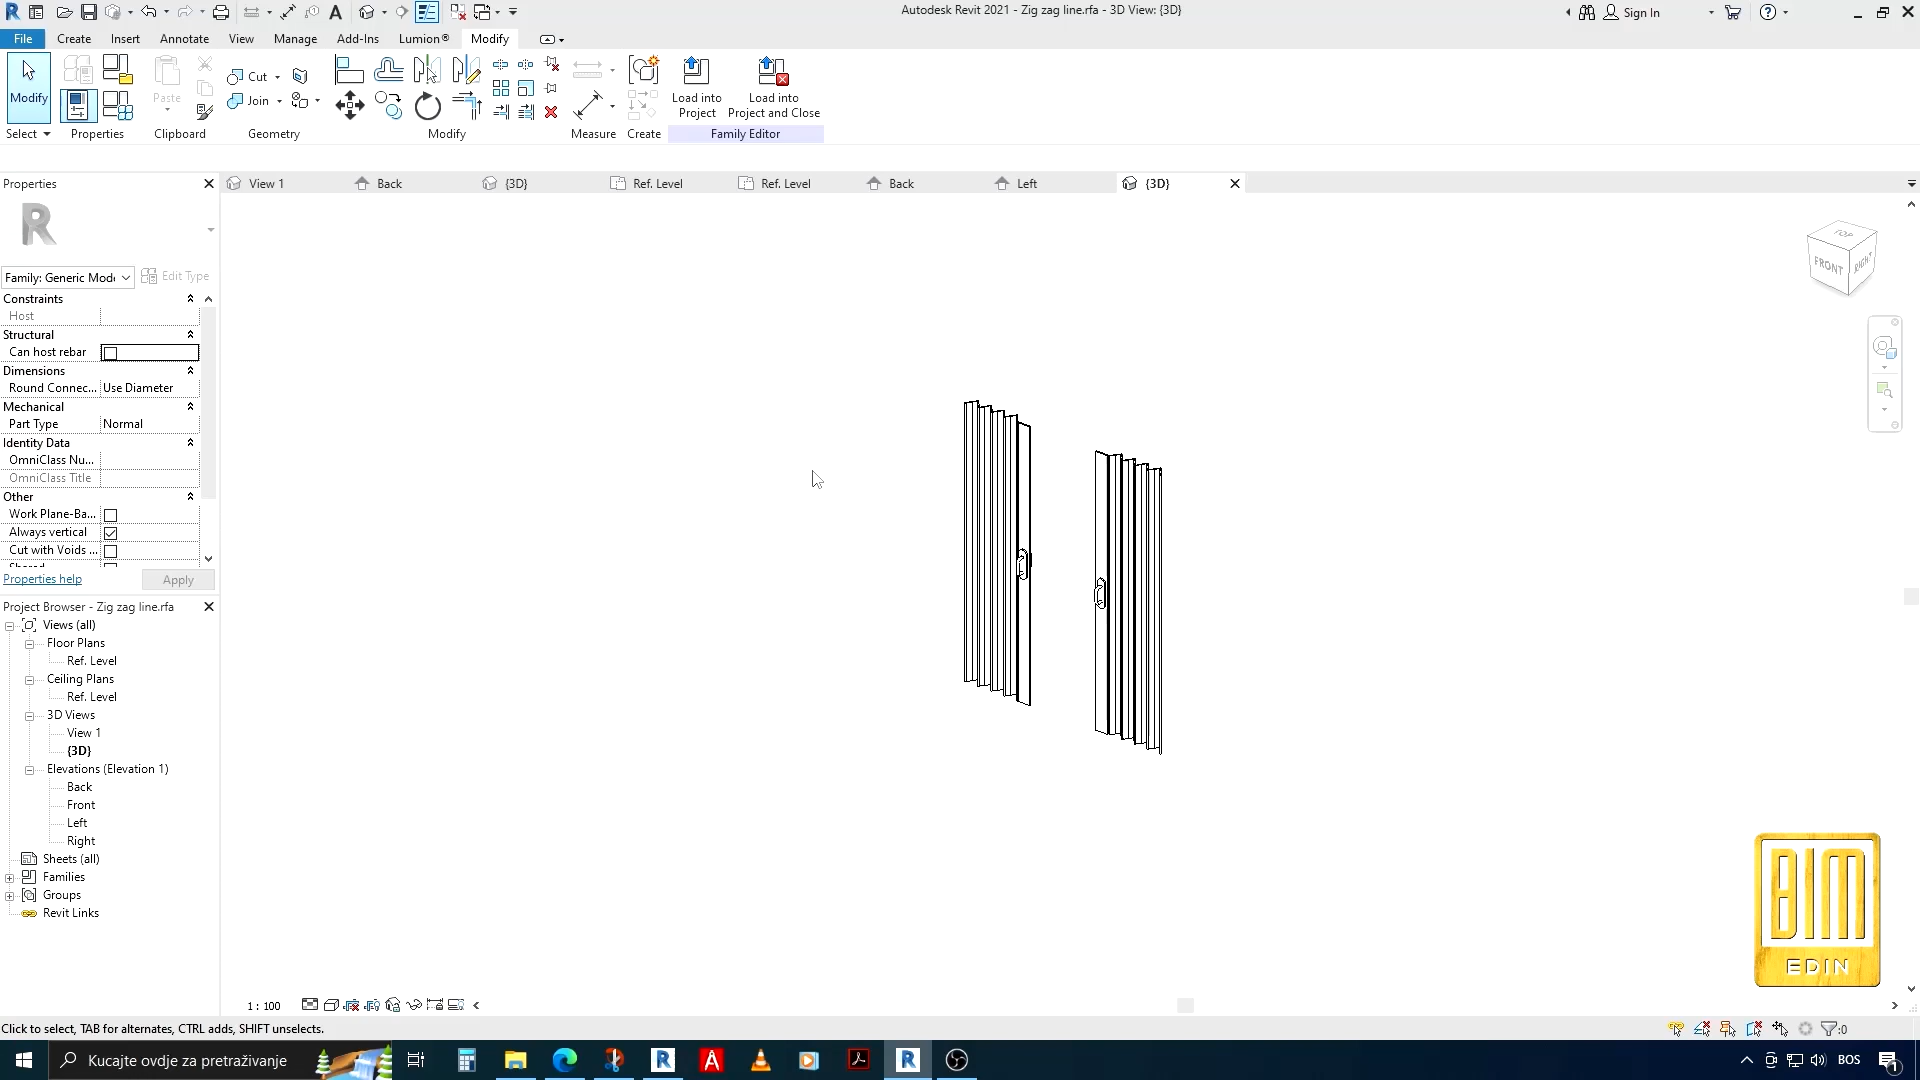 Autodesk Revit 2021 - Zig zag line.rfa - 3D View: {3D}
Sign In
File Create Insert Annotate View Manage Add-Ins Lumion® Modify
Modify
Paste
Cut
Join
Load into Project
Load into Project and Close
Select Properties Clipboard Geometry Modify Measure Create Family Editor
Properties
View 1 Back {3D} Ref. Level Ref. Level Back Left {3D}
R
Family: Generic Mod
Edit Type
Constraints
Host
Structural
Can host rebar
Dimensions
Round Connec... Use Diameter
Mechanical
Part Type Normal
Identity Data
OmniClass Nu...
OmniClass Title
Other
Work Plane-Ba...
Always vertical
Cut with Voids ...
Properties help
Apply
TOP
FRONT
RIGHT
Project Browser - Zig zag line.rfa
Views (all)
Floor Plans
Ref. Level
Ceiling Plans
Ref. Level
3D Views
View 1
{3D}
Elevations (Elevation 1)
Back
Front
Left
Right
Sheets (all)
Families
Groups
Revit Links
BIM
EDIN
1 : 100
Click to select, TAB for alternates, CTRL adds, SHIFT unselects.
:0
Kucajte ovdje za pretraživanje
BOS
1